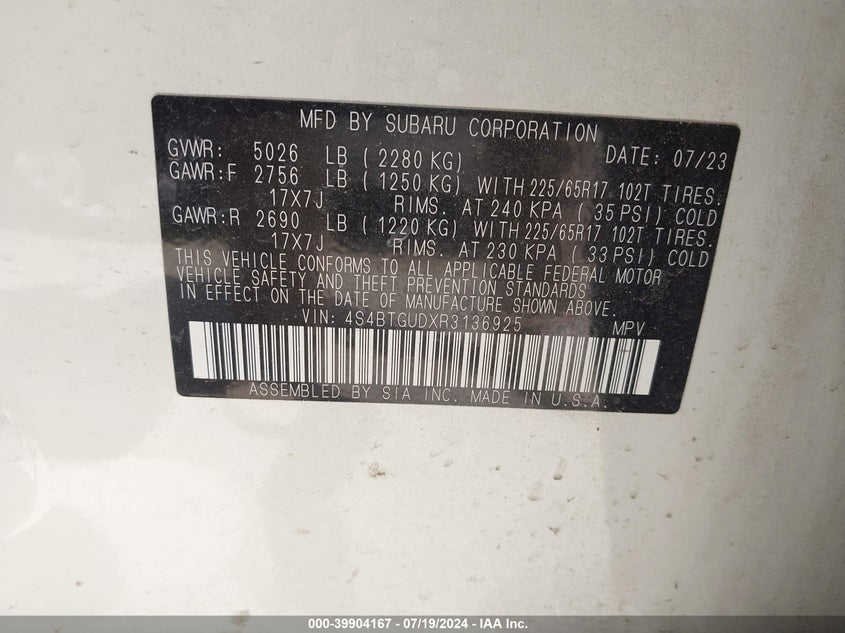 MFD BY SUBARU CORPORATION
GVWR: 5026 LB ( 2280 KG) DATE: 07/23
GAWR:F 2756 LB ( 1250 KG) WITH 225/65R17 102T TIRES.
17X7J RIMS. AT 240 KPA ( 35 PSI) COLD
GAWR:R 2690 LB ( 1220 KG) WITH 225/65R17 102T TIRES.
17X7J RIMS. AT 230 KPA ( 33 PSI) COLD
THIS VEHICLE CONFORMS TO ALL APPLICABLE FEDERAL MOTOR
VEHICLE SAFETY AND THEFT PREVENTION STANDARDS
IN EFFECT ON THE DATE OF MANUFACTURE SHOWN ABOVE.
VIN: 4S4BTGUDXR3136925 MPV
ASSEMBLED BY SIA INC. MADE IN U.S.A.
000-39904167 - 07/19/2024 - IAA Inc.